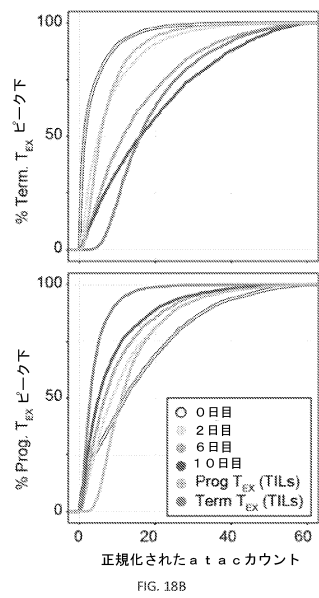 100
50
0
% Term. TEX ピーク下
100
50
0
% Prog. TEX ピーク下
0日目
2日目
6日目
10日目
Prog TEX (TILs)
Term TEX (TILs)
0 20 40 60
正規化されたatacカウント
FIG. 18B